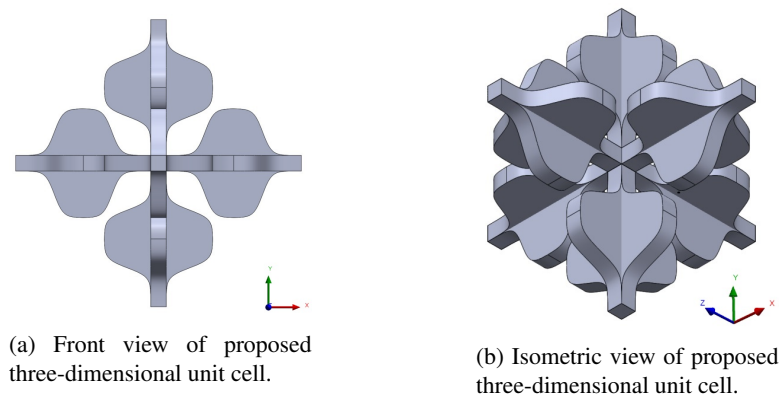 Y
X
Y
Z
X
(a) Front view of proposed
three-dimensional unit cell.
(b) Isometric view of proposed
three-dimensional unit cell.